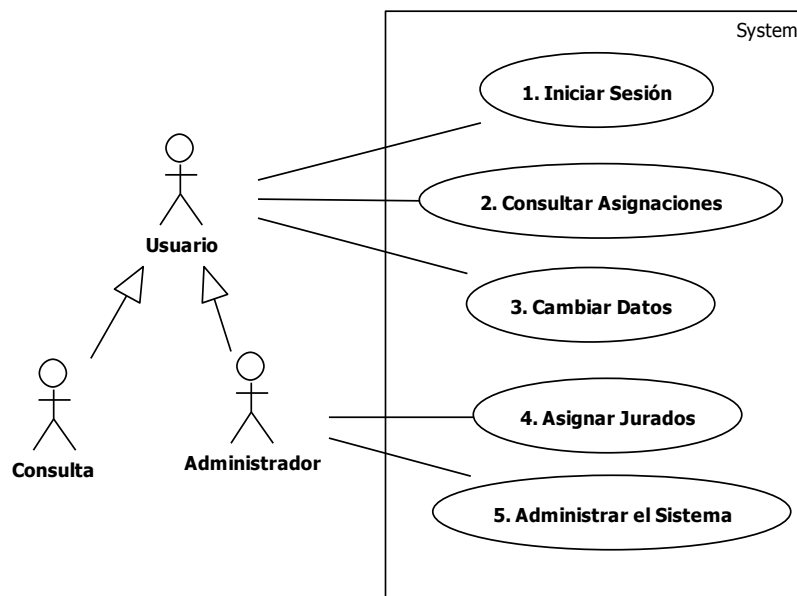 System
1. Iniciar Sesión
2. Consultar Asignaciones
Usuario
3. Cambiar Datos
4. Asignar Jurados
Consulta
Administrador
5. Administrar el Sistema